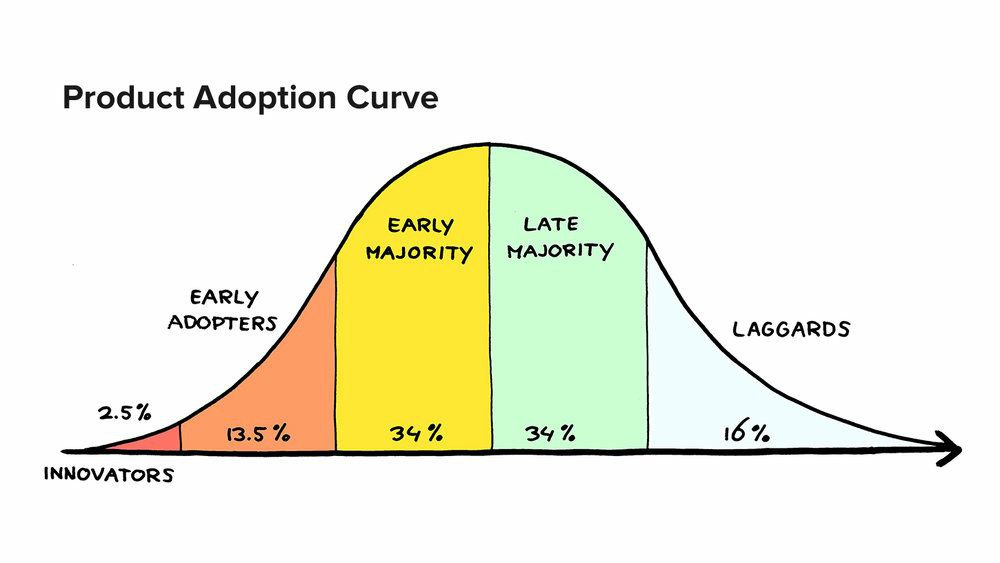 Product Adoption Curve
EARLY
MAJORITY
LATE
MAJORITY
EARLY
ADOPTERS
LAGGARDS
2.5%
13.5%
34%
34%
16%
INNOVATORS